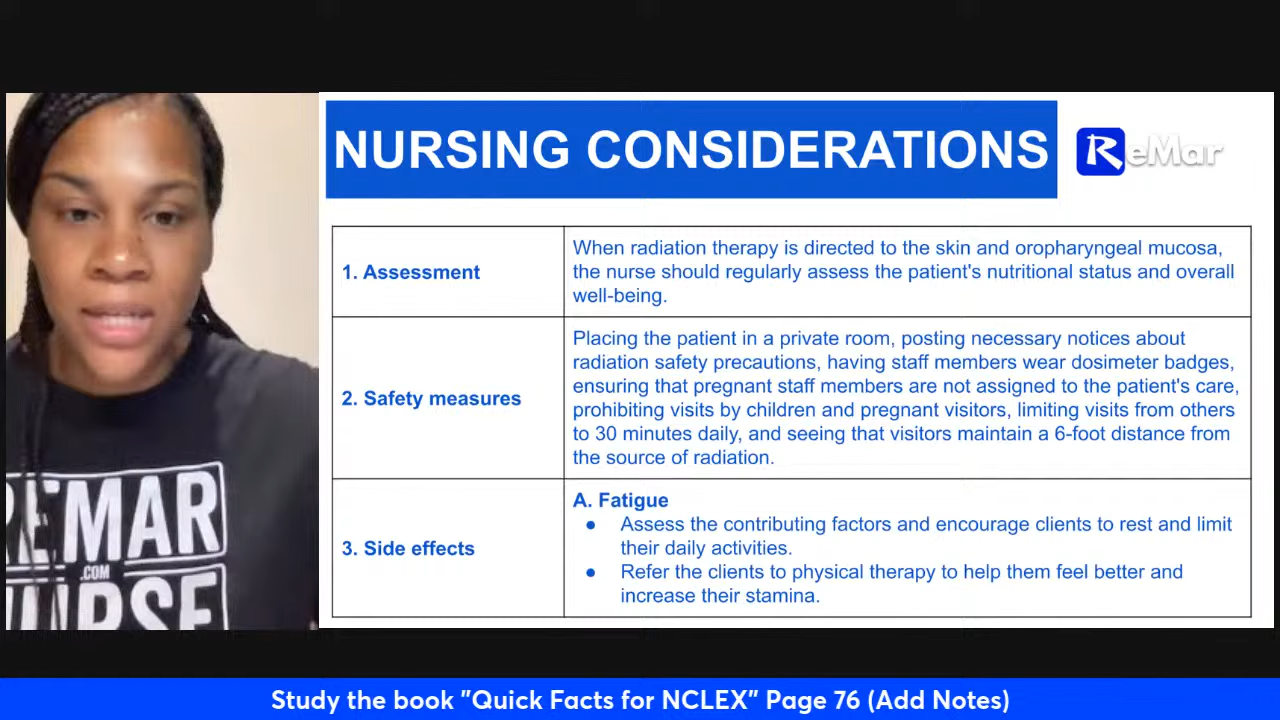 NURSING CONSIDERATIONS
ReMar
1. Assessment
When radiation therapy is directed to the skin and oropharyngeal mucosa,
the nurse should regularly assess the patient's nutritional status and overall
well-being.
2. Safety measures
Placing the patient in a private room, posting necessary notices about
radiation safety precautions, having staff members wear dosimeter badges,
ensuring that pregnant staff members are not assigned to the patient's care,
prohibiting visits by children and pregnant visitors, limiting visits from others
to 30 minutes daily, and seeing that visitors maintain a 6-foot distance from
the source of radiation.
3. Side effects
A. Fatigue
● Assess the contributing factors and encourage clients to rest and limit
their daily activities.
● Refer the clients to physical therapy to help them feel better and
increase their stamina.
REMAR
.COM
NURSE
Study the book "Quick Facts for NCLEX" Page 76 (Add Notes)